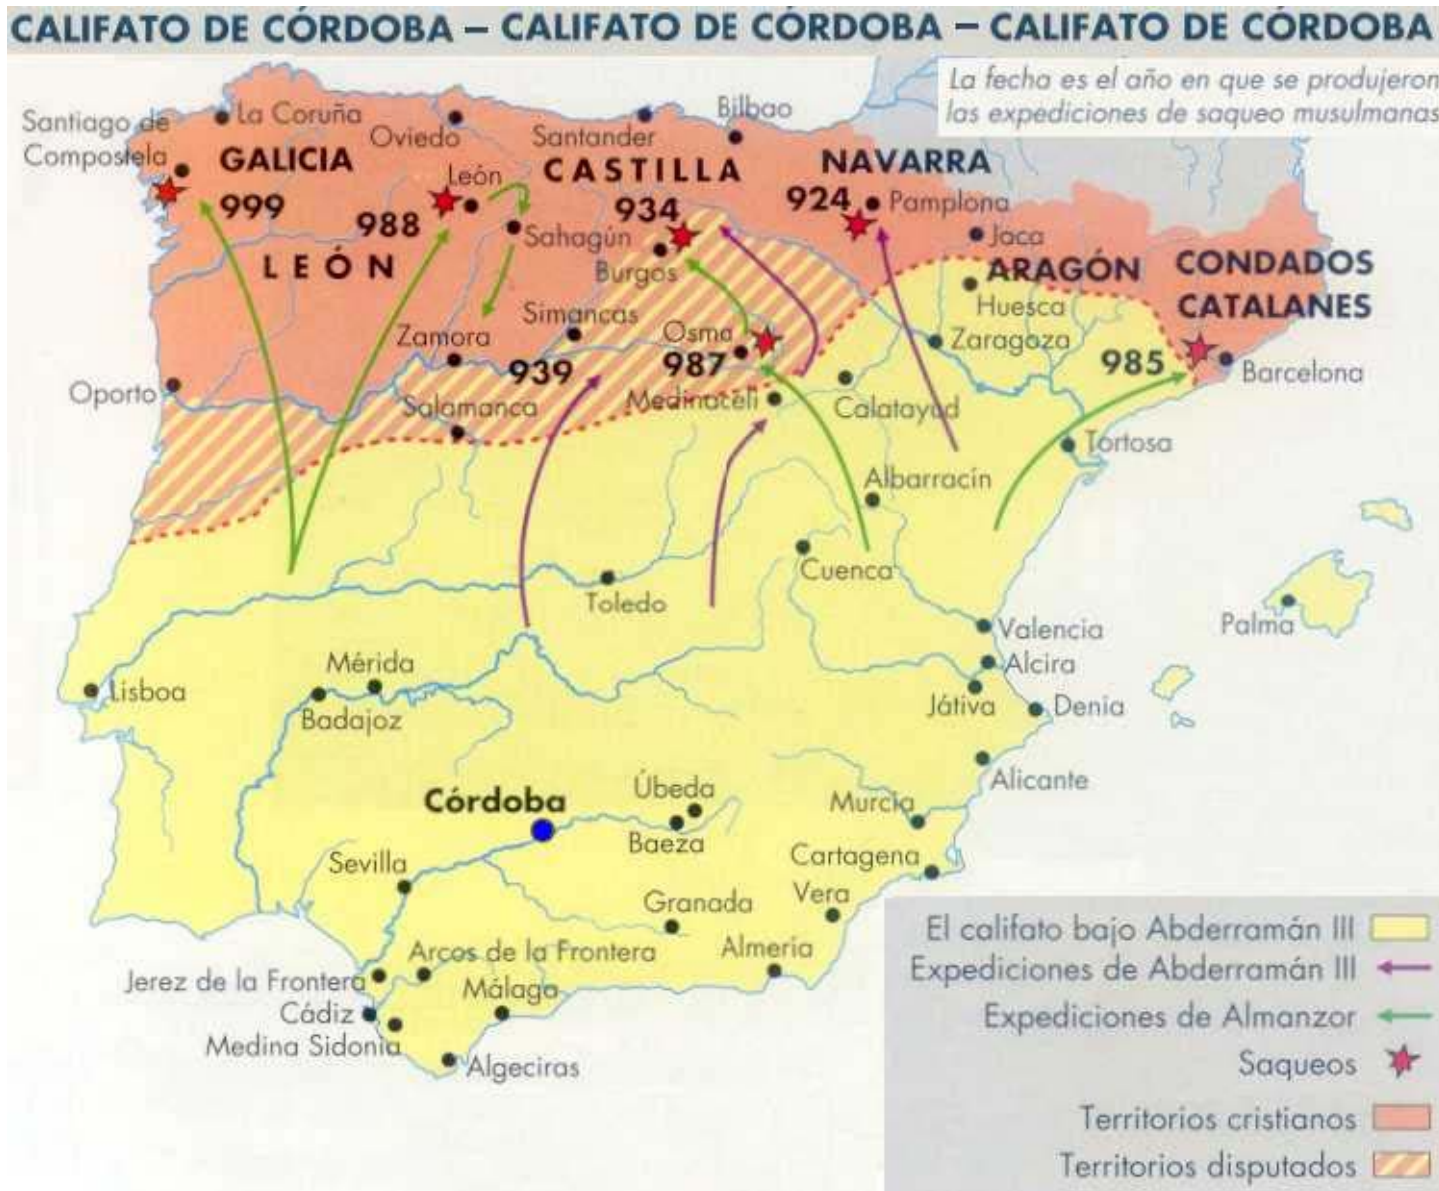 CALIFATO DE CÓRDOBA – CALIFATO DE CÓRDOBA – CALIFATO DE CÓRDOBA
La fecha es el año en que se produjeron
las expediciones de saqueo musulmanas
Santiago de
Compostela
La Coruña
Oviedo
Santander
Bilbao
GALICIA
999
León
988
CASTILLA
934
NAVARRA
924
Pamplona
Sahagún
Burgos
Jaca
LEÓN
ARAGÓN
CONDADOS
CATALANES
Huesca
Simancas
Zamora
Osma
987
Zaragoza
985
Barcelona
939
Oporto
Salamanca
Medinaceli
Calatayud
Tortosa
Albarracín
Cuenca
Toledo
Palma
Valencia
Alcira
Mérida
Lisboa
Badajoz
Játiva
Denia
Alicante
Córdoba
Úbeda
Baeza
Murcia
Sevilla
Cartagena
Vera
Granada
Almería
Arcos de la Frontera
Jerez de la Frontera
Málaga
Cádiz
Medina Sidonia
Algeciras
El califato bajo Abderramán III
Expediciones de Abderramán III
Expediciones de Almanzor
Saqueos
Territorios cristianos
Territorios disputados